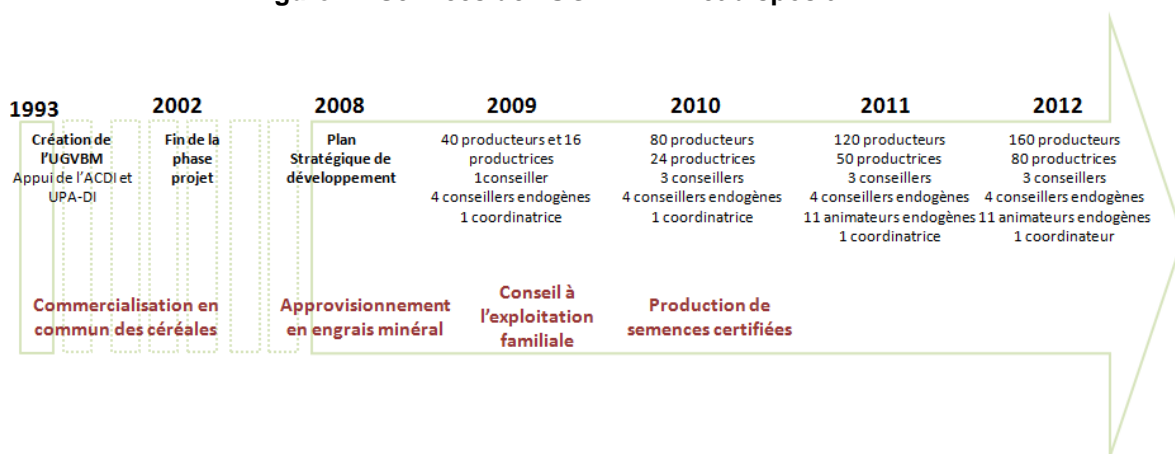 1993
Création de
l'UGVBM
Appui de l'ACDI et
UPA-DI
2002
Fin de la
phase
projet
2008
Plan
Stratégique de
développement
2009
40 producteurs et 16
productrices
1conseiller
4 conseillers endogènes
1 coordinatrice
2010
80 producteurs
24 productrices
3 conseillers
4 conseillers endogènes
1 coordinatrice
2011
120 producteurs
50 productrices
3 conseillers
4 conseillers endogènes
11 animateurs endogènes
1 coordinatrice
2012
160 producteurs
80 productrices
3 conseillers
4 conseillers endogènes
11 animateurs endogènes
1 coordinateur
Commercialisation en
commun des céréales
Approvisionnement
en engrais minéral
Conseil à
l'exploitation
familiale
Production de
semences certifiées